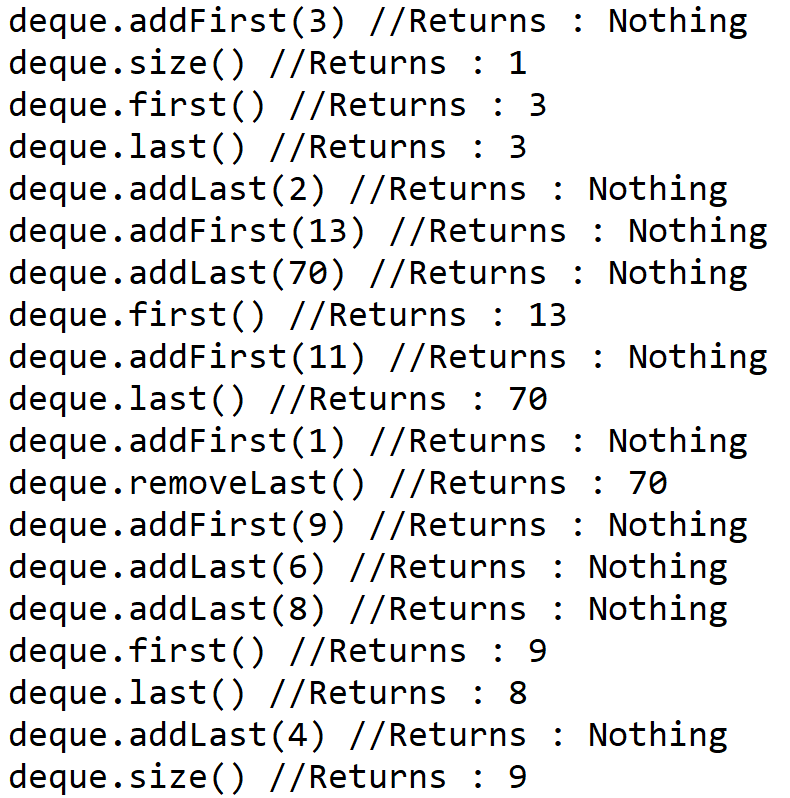 deque.addFirst(3) //Returns : Nothing
deque.size() //Returns : 1
deque.first() //Returns : 3
deque.last() //Returns : 3
deque.addLast(2) //Returns : Nothing
deque.addFirst(13) //Returns : Nothing
deque.addLast(70) //Returns : Nothing
deque.first() //Returns : 13
deque.addFirst(11) //Returns : Nothing
deque.last() //Returns : 70
deque.addFirst(1) //Returns : Nothing
deque.removeLast() //Returns : 70
deque.addFirst(9) //Returns : Nothing
deque.addLast(6) //Returns : Nothing
deque.addLast(8) //Returns : Nothing
deque.first() //Returns : 9
deque.last() //Returns : 8
deque.addLast(4) //Returns : Nothing
deque.size() //Returns : 9